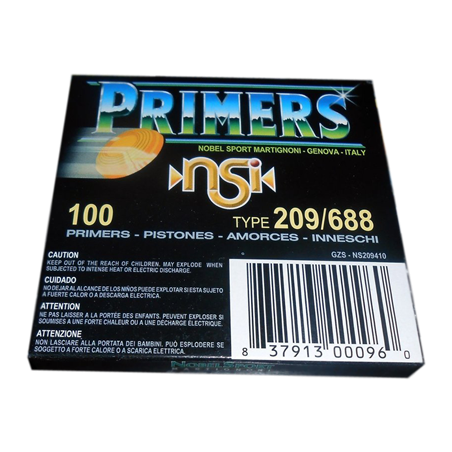 PRIMERS
NOBEL SPORT MARTIGNONI - GENOVA - ITALY
nsi
100 TYPE 209/688
PRIMERS - PISTONES - AMORCES - INNESCHI
GZS - NS209410
CAUTION
KEEP OUT OF THE REACH OF CHILDREN. MAY EXPLODE WHEN
SUBJECTED TO INTENSE HEAT OR ELECTRIC DISCHARGE.
CUIDADO
NO DEJAR AL ALCANCE DE LOS NIÑOS PUEDE EXPLOTAR SI ESTA SUJETO
A FUERTE CALOR O A DESCARGA ELECTRICA.
ATTENTION
NE PAS LAISSER A LA PORTÉE DES ENFANTS. PEUVENT EXPLOSER SI
SOUMISES A UNE FORTE CHALEUR OU A UNE DÉCHARGE ÉLECTRIQUE.
ATTENZIONE
NON LASCIARE ALLA PORTATA DEI BAMBINI. PUÒ ESPLODERE SE
SOGGETTO A FORTE CALORE O A SCARICA ELETTRICA.
8 37913 00096 0
NOBEL SPORT